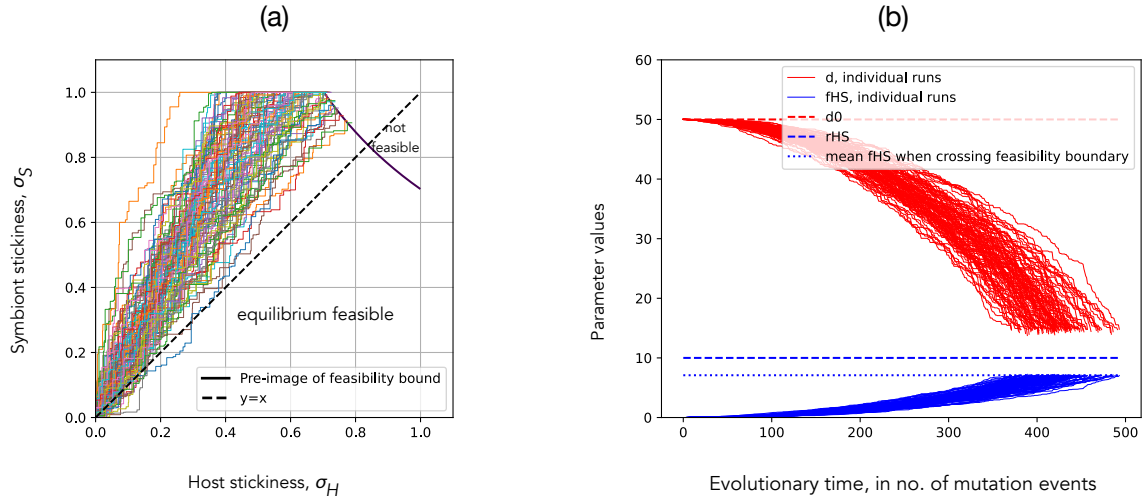 (a)
Symbiont stickiness, σS
1.0
0.8
0.6
0.4
0.2
0.0
not
feasible
equilibrium feasible
Pre-image of feasibility bound
y=x
0.0 0.2 0.4 0.6 0.8 1.0
Host stickiness, σH
(b)
Parameter values
60
50
40
30
20
10
0
d, individual runs
fHS, individual runs
d0
rHS
mean fHS when crossing feasibility boundary
0 100 200 300 400 500
Evolutionary time, in no. of mutation events